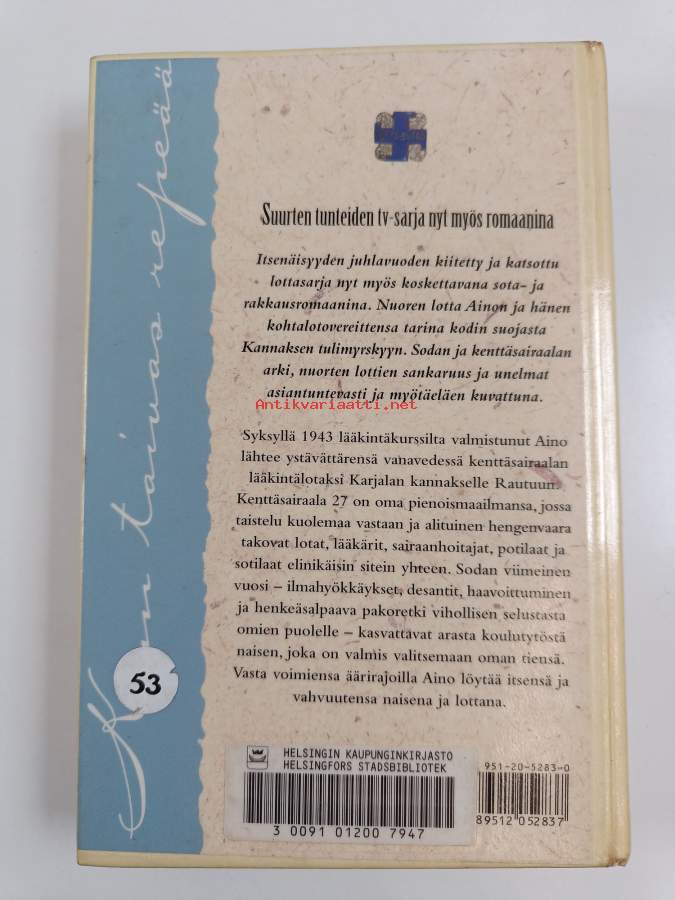 Kun taivas repeää
Suurten tunteiden tv-sarja nyt myös romaanina
Itsenäisyyden juhlavuoden kiitetty ja katsottu
lottasarja nyt myös koskettavana sota- ja
rakkausromaanina. Nuoren lotta Ainon ja hänen
kohtalotovereittensa tarina kodin suojasta
Kannaksen tulimyrskyyn. Sodan ja kenttäsairaalan
arki, nuorten lottien sankaruus ja unelmat
asiantuntevasti ja myötäeläen kuvattuna.
Antikvariaatti.net
Syksyllä 1943 lääkintäkurssilta valmistunut Aino
lähtee ystävättärensä vanavedessä kenttäsairaalan
lääkintälotaksi Karjalan kannakselle Rautuun.
Kenttäsairaala 27 on oma pienoismaailmansa, jossa
taistelu kuolemaa vastaan ja alituinen hengenvaara
takovat lotat, lääkärit, sairaanhoitajat, potilaat ja
sotilaat elinikäisin sitein yhteen. Sodan viimeinen
vuosi – ilmahyökkäykset, desantit, haavoittuminen
ja henkeäsalpaava pakoretki vihollisen selustasta
omien puolelle – kasvattavat arasta koulutytöstä
naisen, joka on valmis valitsemaan oman tiensä.
Vasta voimiensa äärirajoilla Aino löytää itsensä ja
vahvuutensa naisena ja lottana.
53
HELSINGIN KAUPUNGINKIRJASTO
HELSINGFORS STADSBIBLIOTEK
3 0091 01200 7947
951-20-5283-0
89512 052837